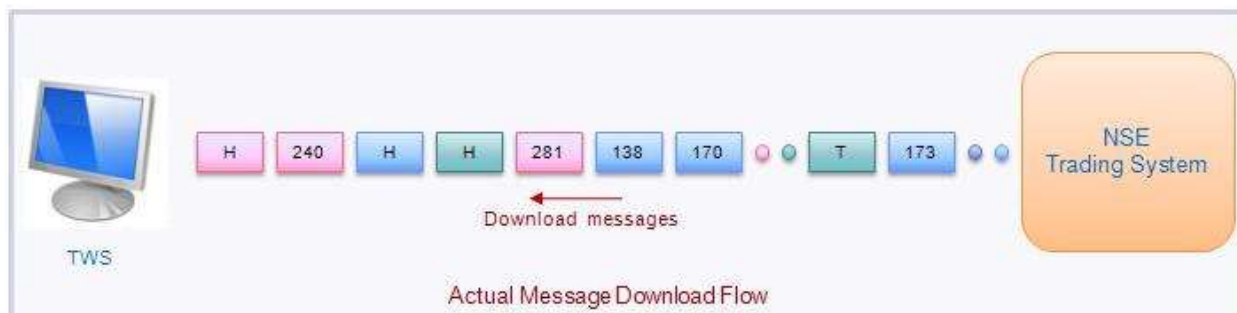 NSE
Trading System
H 240 H H 281 138 170 T 173
Download messages
TWS
Actual Message Download Flow